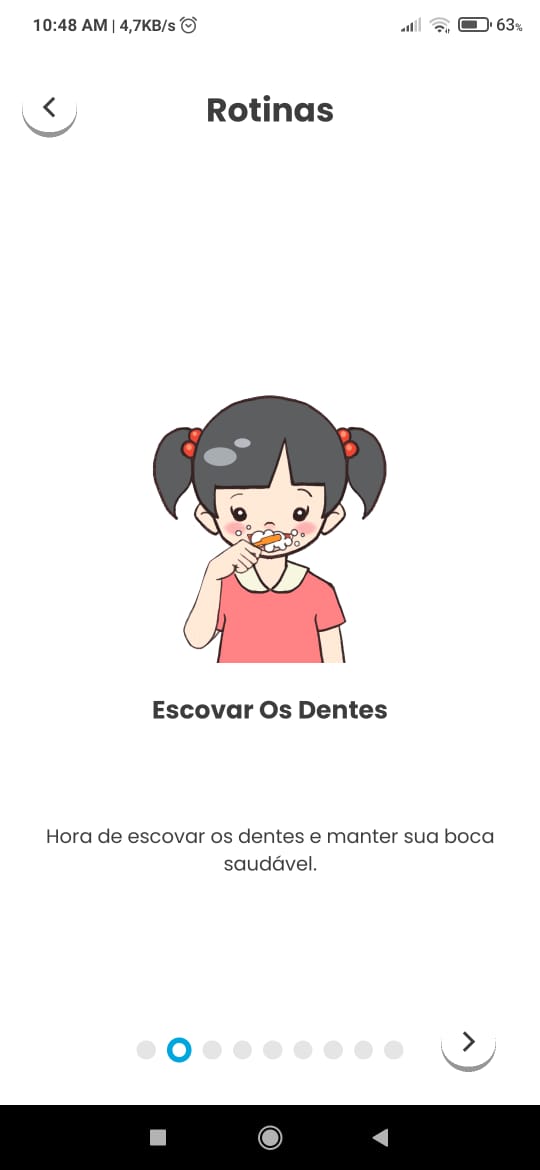 10:48 AM | 4,7KB/s
63%
Rotinas
Escovar Os Dentes
Hora de escovar os dentes e manter sua boca
saudável.